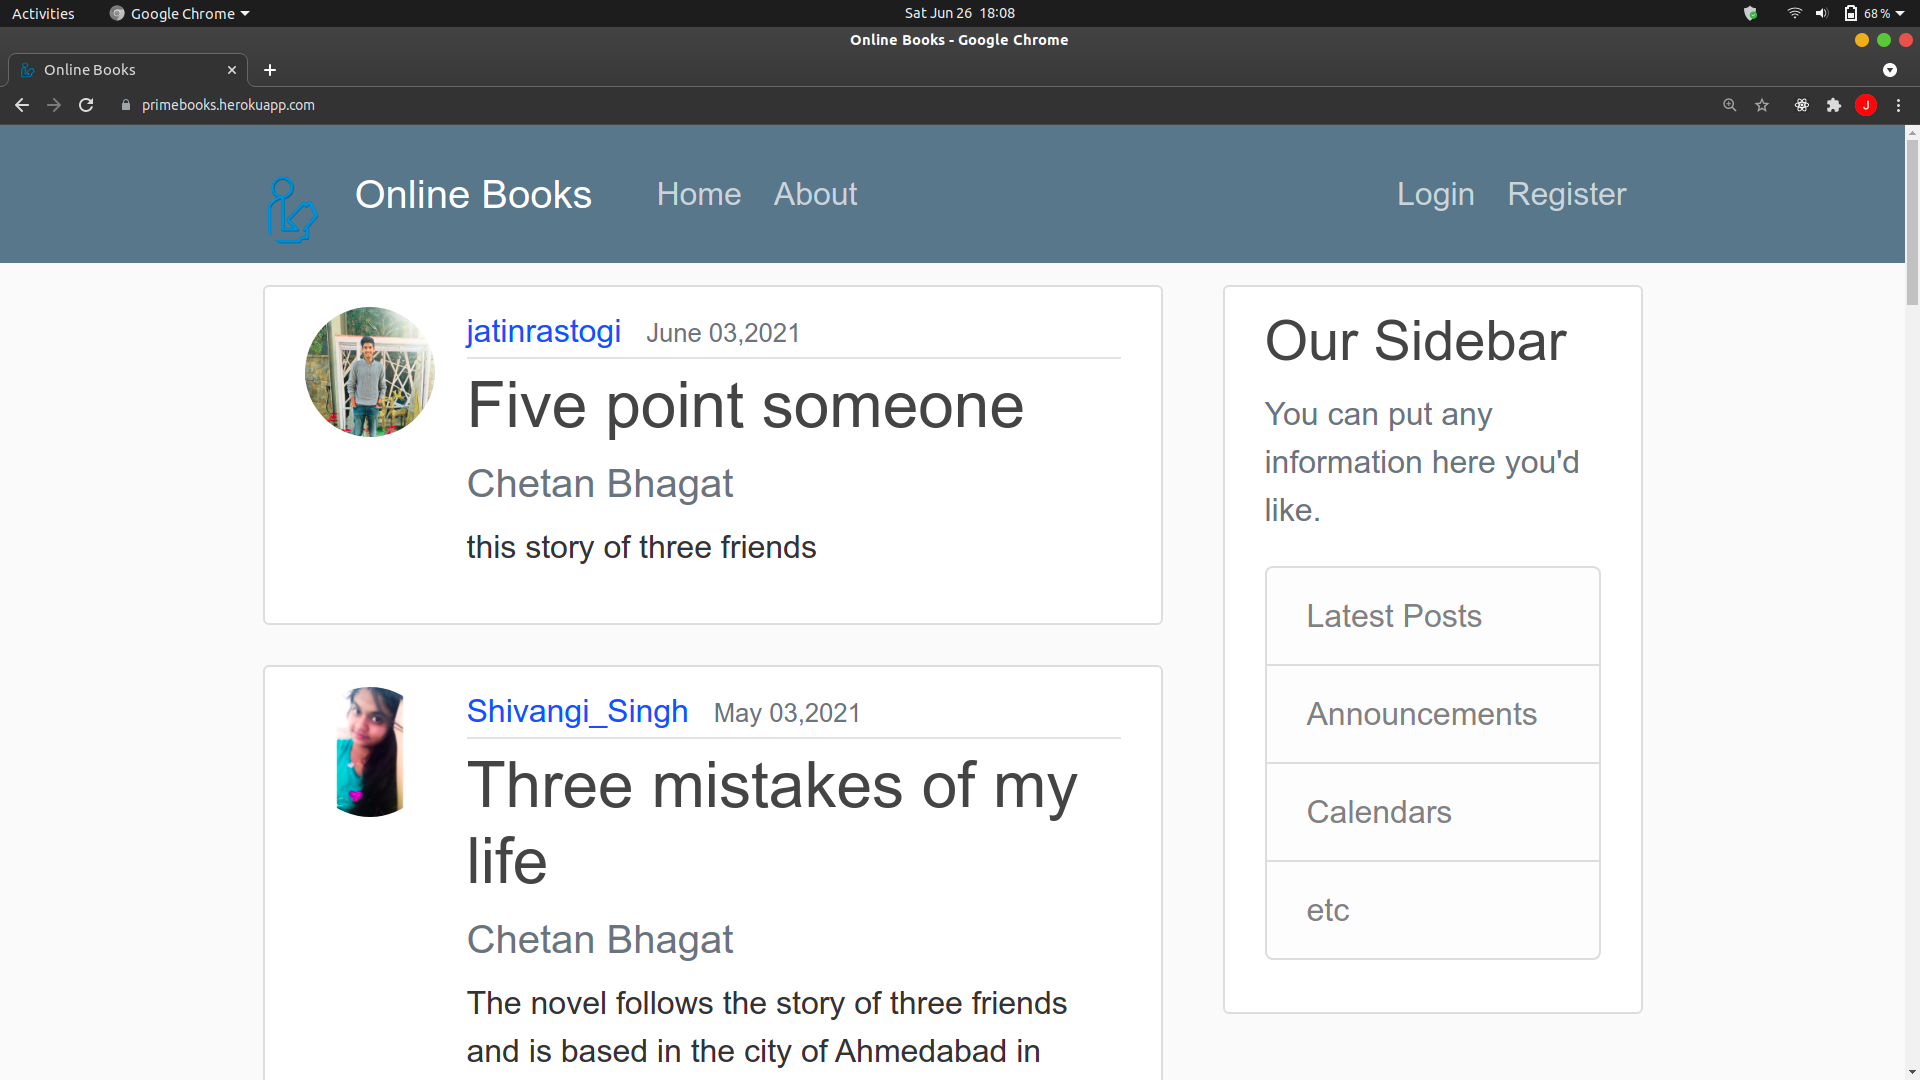 Activities
Google Chrome
Sat Jun 26 18:08
68 %
Online Books - Google Chrome
Online Books
primebooks.herokuapp.com
J
Online Books
Home
About
Login
Register
jatinrastogi June 03,2021
Five point someone
Chetan Bhagat
this story of three friends
Shivangi_Singh May 03,2021
Three mistakes of my
life
Chetan Bhagat
The novel follows the story of three friends
and is based in the city of Ahmedabad in
Our Sidebar
You can put any
information here you'd
like.
Latest Posts
Announcements
Calendars
etc